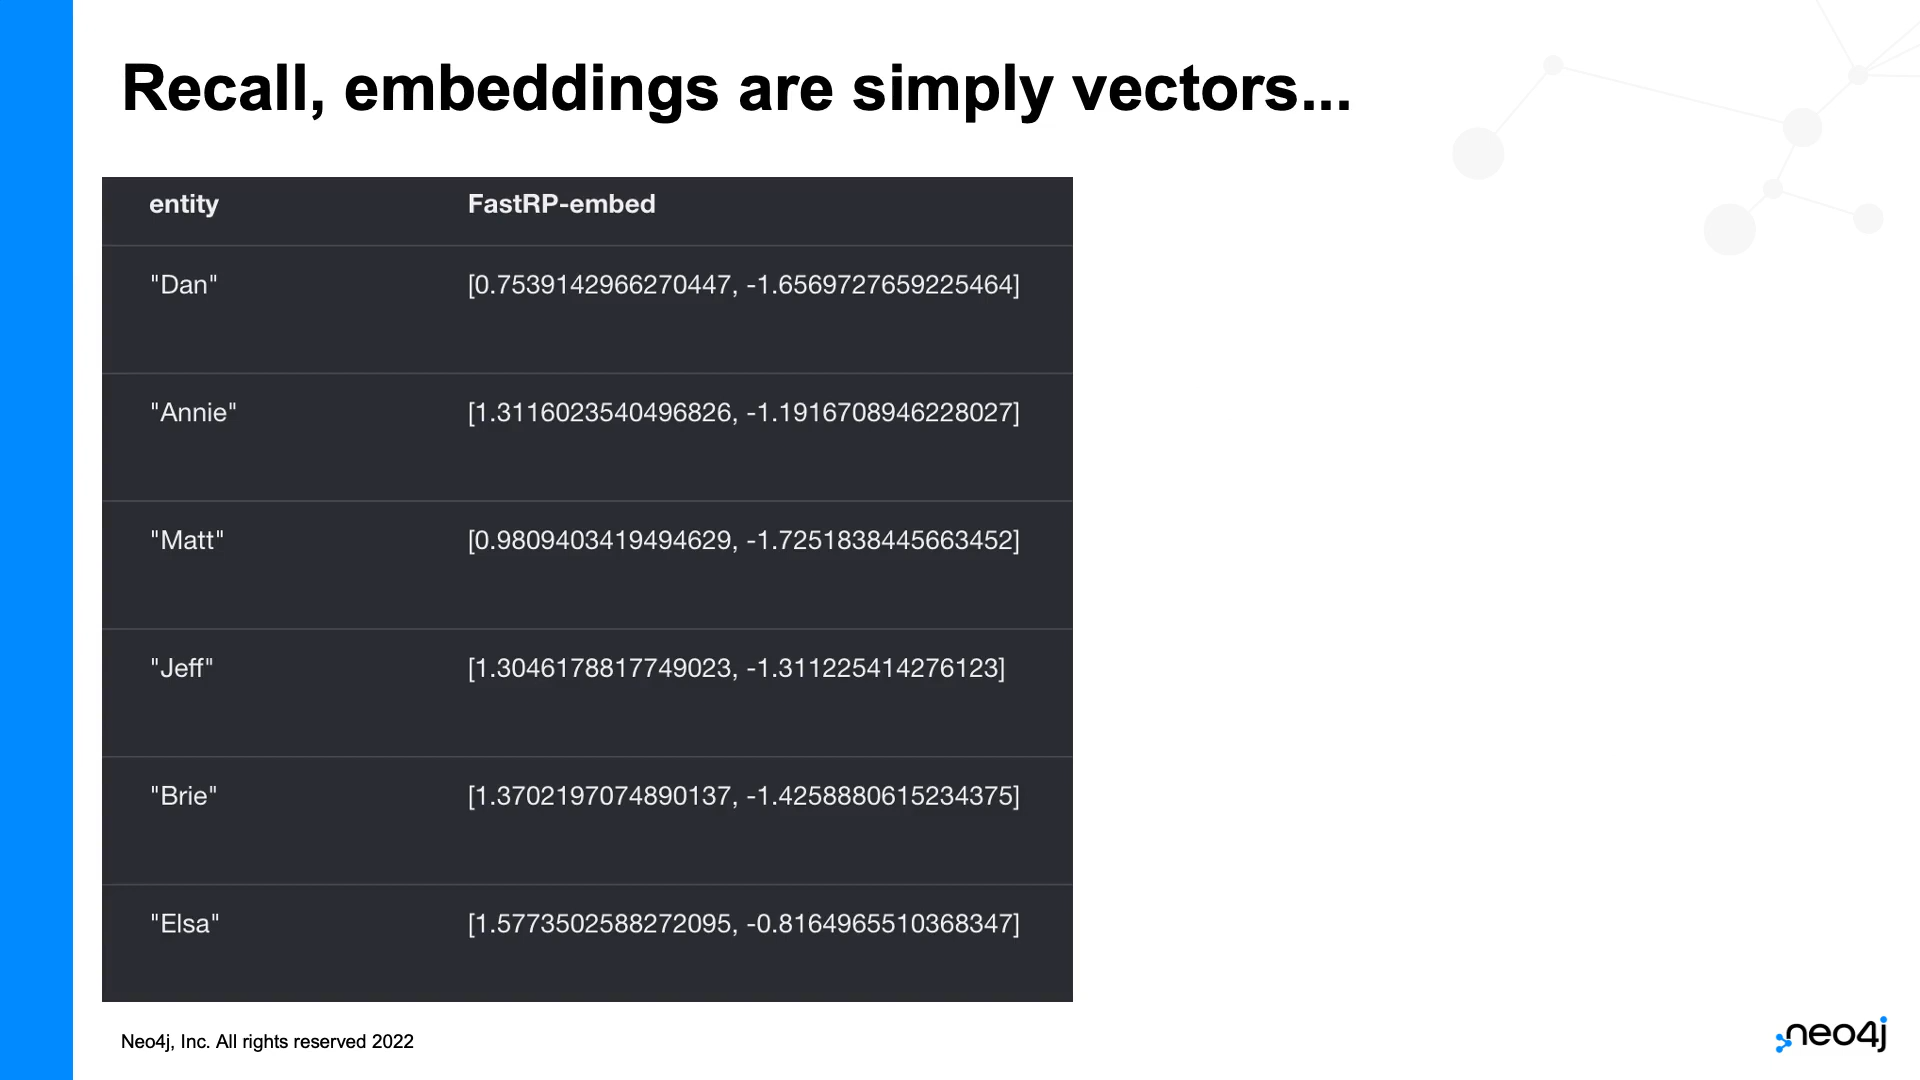 Recall, embeddings are simply vectors...
entity FastRP-embed
"Dan" [0.7539142966270447, -1.6569727659225464]
"Annie" [1.3116023540496826, -1.1916708946228027]
"Matt" [0.9809403419494629, -1.7251838445663452]
"Jeff" [1.3046178817749023, -1.311225414276123]
"Brie" [1.3702197074890137, -1.4258880615234375]
"Elsa" [1.5773502588272095, -0.8164965510368347]
Neo4j, Inc. All rights reserved 2022
neo4j